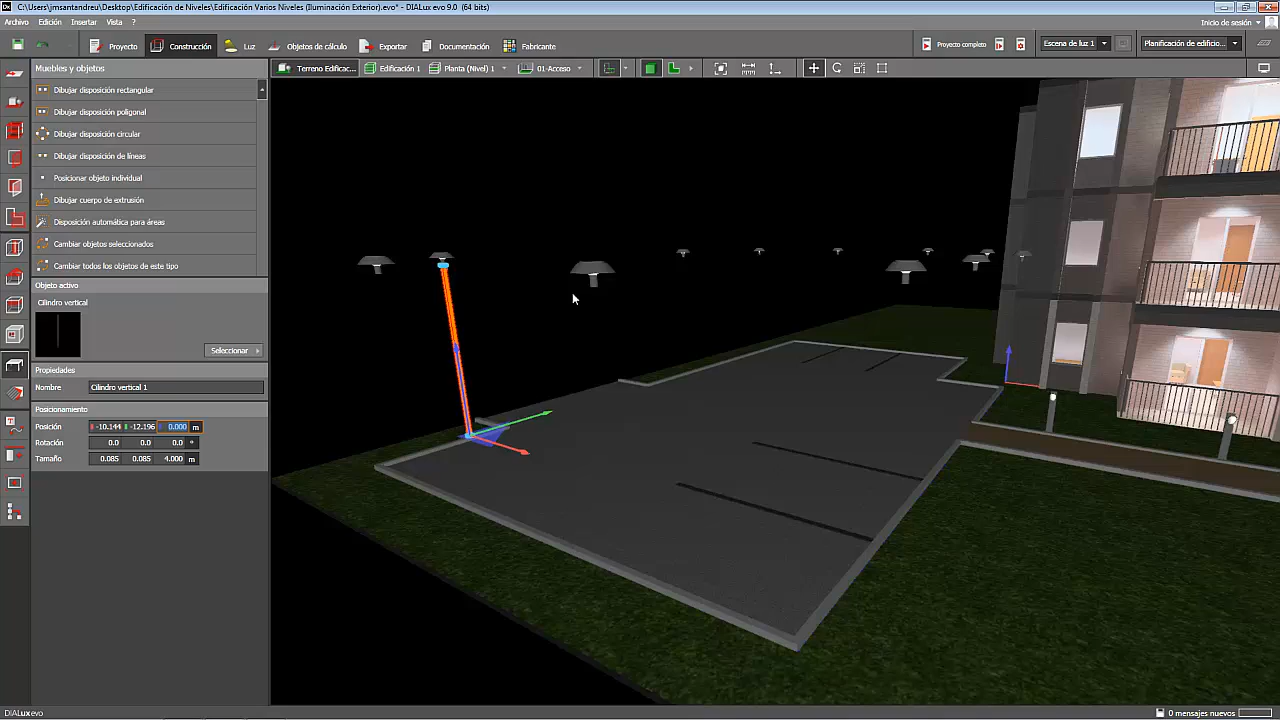 C:\Users\jmsantandreu\Desktop\Edificación de Niveles\Edificación Varios Niveles (Iluminación Exterior).evo* - DIALux evo 9.0 (64 bits)
Archivo Edición Insertar Vista ? Inicio de sesión
Proyecto Construcción Luz Objetos de cálculo Exportar Documentación Fabricante Proyecto completo Escena de luz 1 Planificación de edificio...
Muebles y objetos
Terreno Edificac... Edificación 1 Planta (Nivel) 1 01-Acceso
Dibujar disposición rectangular
Dibujar disposición poligonal
Dibujar disposición circular
Dibujar disposición de líneas
Posicionar objeto individual
Dibujar cuerpo de extrusión
Disposición automática para áreas
Cambiar objetos seleccionados
Cambiar todos los objetos de este tipo
Objeto activo
Cilindro vertical
Seleccionar
Propiedades
Nombre Cilindro vertical 1
Posicionamiento
Posición -10.144 -12.196 0.000 m
Rotación 0.0 0.0 0.0 °
Tamaño 0.085 0.085 4.000 m
DIALux evo 0 mensajes nuevos